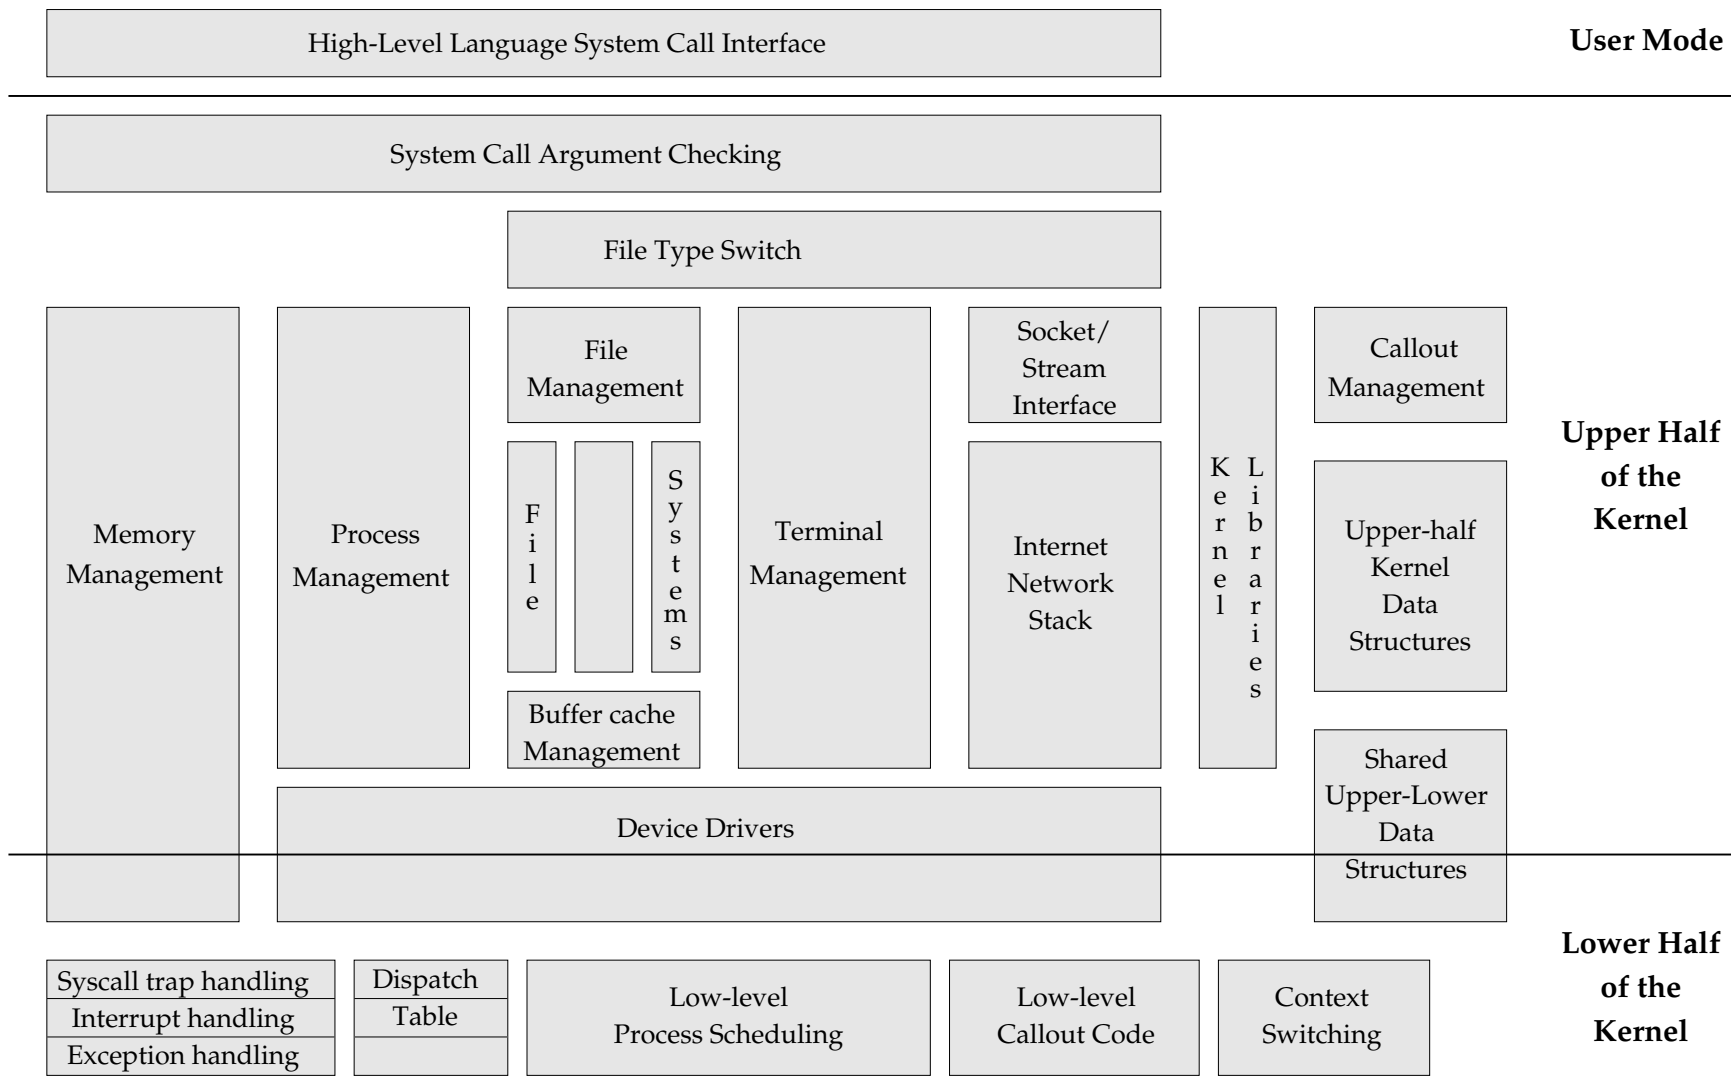 High-Level Language System Call Interface
User Mode
System Call Argument Checking
File Type Switch
Memory
Management
Process
Management
File
Management
File
Systems
Buffer cache
Management
Terminal
Management
Socket/
Stream
Interface
Internet
Network
Stack
Kernel
Libraries
Callout
Management
Upper-half
Kernel
Data
Structures
Shared
Upper-Lower
Data
Structures
Upper Half
of the
Kernel
Device Drivers
Syscall trap handling
Interrupt handling
Exception handling
Dispatch
Table
Low-level
Process Scheduling
Low-level
Callout Code
Context
Switching
Lower Half
of the
Kernel